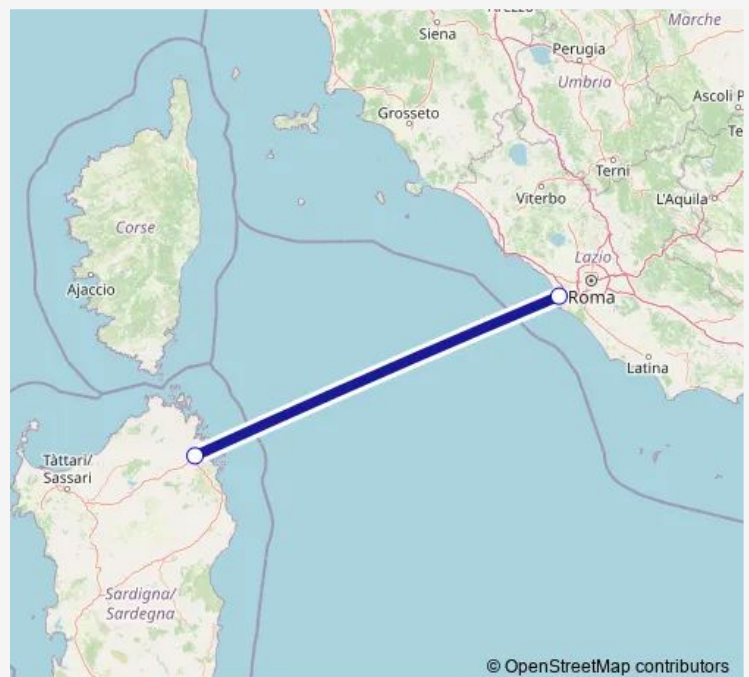 Siena
Marche
Perugia
Umbria
Grosseto
Terni
Viterbo
L'Aquila
Corse
Lazio
Ajaccio
Roma
Latina
Tàttari/
Sassari
Sardigna/
Sardegna
© OpenStreetMap contributors